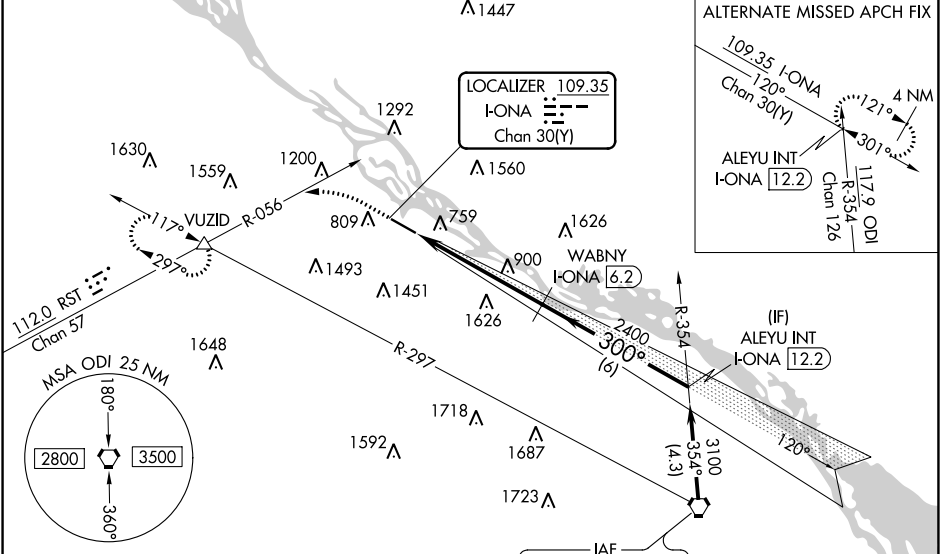 1447
ALTERNATE MISSED APCH FIX
109.35 I-ONA
120°
Chan 30(Y)
4 NM
121°
301°
ALEYU INT
I-ONA 12.2
117.9 ODI
R-354
Chan 126
LOCALIZER 109.35
I-ONA
Chan 30(Y)
1292
1630
1559
1200
1560
R-056
VUZID
117°
297°
809
759
1626
900
WABNY
I-ONA 6.2
1493
1451
1626
112.0 RST
Chan 57
2400
300°
(6)
R-354
(IF)
ALEYU INT
I-ONA 12.2
R-297
1648
MSA ODI 25 NM
180°
2800
3500
360°
1718
1687
1592
1723
3100
354°
(4.3)
120°
IAF